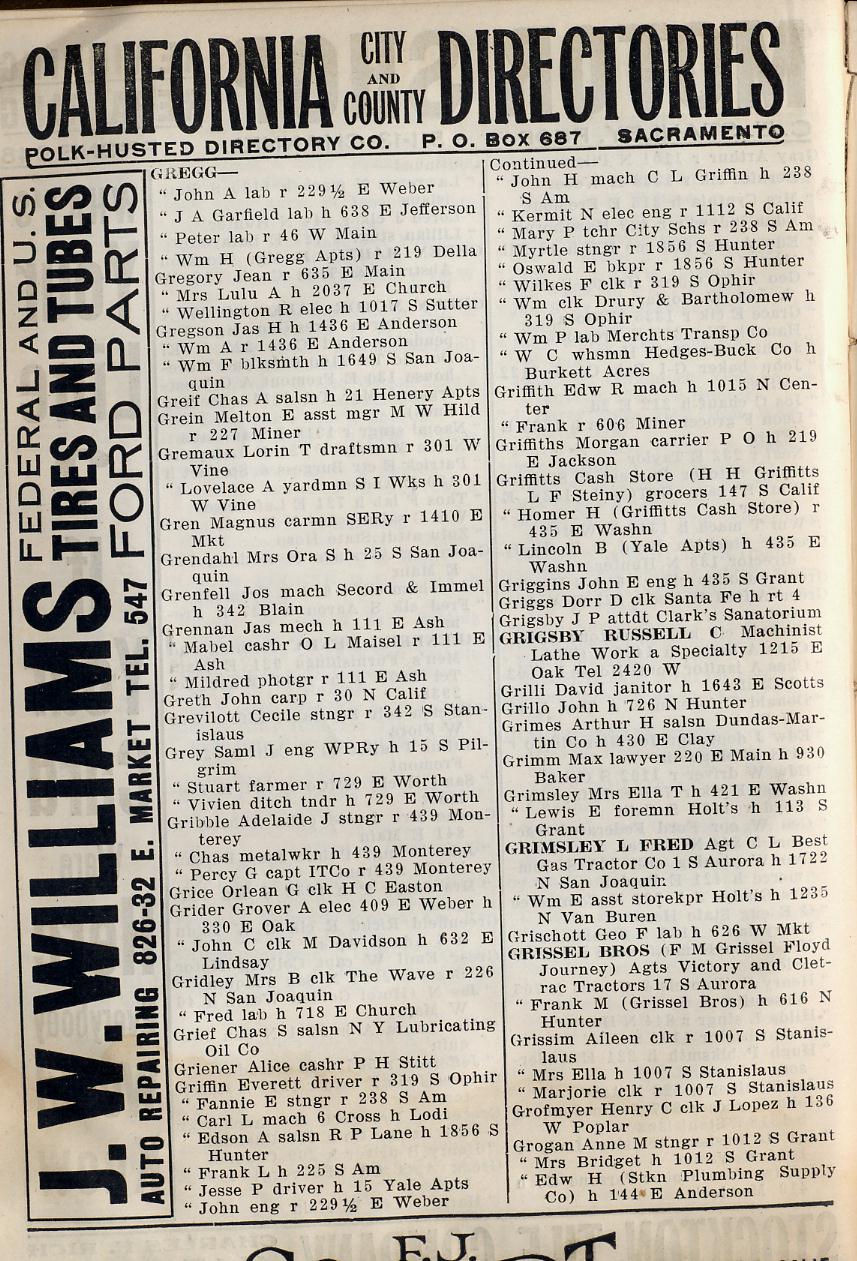 CALIFORNIA CITY AND COUNTY DIRECTORIES
POLK-HUSTED DIRECTORY CO. P. O. BOX 687 SACRAMENTO
J. W. WILLIAMS FEDERAL AND U.S.
TIRES AND TUBES
FORD PARTS
AUTO REPAIRING 826-32 E. MARKET TEL. 547
GREGG—
" John A lab r 229½ E Weber
" J A Garfield lab h 638 E Jefferson
" Peter lab r 46 W Main
" Wm H (Gregg Apts) r 219 Della
Gregory Jean r 635 E Main
" Mrs Lulu A h 2037 E Church
" Wellington R elec h 1017 S Sutter
Gregson Jas H h 1436 E Anderson
" Wm A r 1436 E Anderson
" Wm F blksmith h 1649 S San Joa-
quin
Greif Chas A salsn h 21 Henery Apts
Grein Melton E asst mgr M W Hild
r 227 Miner
Gremaux Lorin T draftsmn r 301 W
Vine
" Lovelace A yardmn S I Wks h 301
W Vine
Gren Magnus carmn SERy r 1410 E
Mkt
Grendahl Mrs Ora S h 25 S San Joa-
quin
Grenfell Jos mach Secord & Immel
h 342 Blain
Grennan Jas mech h 111 E Ash
" Mabel cashr O L Maisel r 111 E
Ash
" Mildred photgr r 111 E Ash
Greth John carp r 30 N Calif
Grevilott Cecile stngr r 342 S Stan-
islaus
Grey Saml J eng WPRy h 15 S Pil-
grim
" Stuart farmer r 729 E Worth
" Vivien ditch tndr h 729 E Worth
Gribble Adelaide J stngr r 439 Mon-
terey
" Chas metalwkr h 439 Monterey
" Percy G capt ITCo r 439 Monterey
Grice Orlean G clk H C Easton
Grider Grover A elec 409 E Weber h
330 E Oak
" John C clk M Davidson h 632 E
Lindsay
Gridley Mrs B clk The Wave r 226
N San Joaquin
" Fred lab h 718 E Church
Grief Chas S salsn N Y Lubricating
Oil Co
Griener Alice cashr P H Stitt
Griffin Everett driver r 319 S Ophir
" Fannie E stngr r 238 S Am
" Carl L mach 6 Cross h Lodi
" Edson A salsn R P Lane h 1856 S
Hunter
" Frank L h 225 S Am
" Jesse P driver h 15 Yale Apts
" John eng r 229½ E Weber
Continued—
" John H mach C L Griffin h 238
S Am
" Kermit N elec eng r 1112 S Calif
" Mary P tchr City Schs r 238 S Am
" Myrtle stngr r 1856 S Hunter
" Oswald E bkpr r 1856 S Hunter
" Wilkes F clk r 319 S Ophir
" Wm clk Drury & Bartholomew h
319 S Ophir
" Wm P lab Merchts Transp Co
" W C whsmn Hedges-Buck Co h
Burkett Acres
Griffith Edw R mach h 1015 N Cen-
ter
" Frank r 606 Miner
Griffiths Morgan carrier P O h 219
E Jackson
Griffitts Cash Store (H H Griffitts
L F Steiny) grocers 147 S Calif
" Homer H (Griffitts Cash Store) r
435 E Washn
" Lincoln B (Yale Apts) h 435 E
Washn
Griggins John E eng h 435 S Grant
Griggs Dorr D clk Santa Fe h rt 4
Grigsby J P attdt Clark's Sanatorium
GRIGSBY RUSSELL C Machinist
Lathe Work a Specialty 1215 E
Oak Tel 2420 W
Grilli David janitor h 1643 E Scotts
Grillo John h 726 N Hunter
Grimes Arthur H salsn Dundas-Mar-
tin Co h 430 E Clay
Grimm Max lawyer 220 E Main h 930
Baker
Grimsley Mrs Ella T h 421 E Washn
" Lewis E foremn Holt's h 113 S
Grant
GRIMSLEY L FRED Agt C L Best
Gas Tractor Co 1 S Aurora h 1722
N San Joaquin
" Wm E asst storekpr Holt's h 1235
N Van Buren
Grischott Geo F lab h 626 W Mkt
GRISSEL BROS (F M Grissel Floyd
Journey) Agts Victory and Clet-
rac Tractors 17 S Aurora
" Frank M (Grissel Bros) h 616 N
Hunter
Grissim Aileen clk r 1007 S Stanis-
laus
" Mrs Ella h 1007 S Stanislaus
" Marjorie clk r 1007 S Stanislaus
Grofmyer Henry C clk J Lopez h 136
W Poplar
Grogan Anne M stngr r 1012 S Grant
" Mrs Bridget h 1012 S Grant
" Edw H (Stkn Plumbing Supply
Co) h 144 E Anderson
F.J.